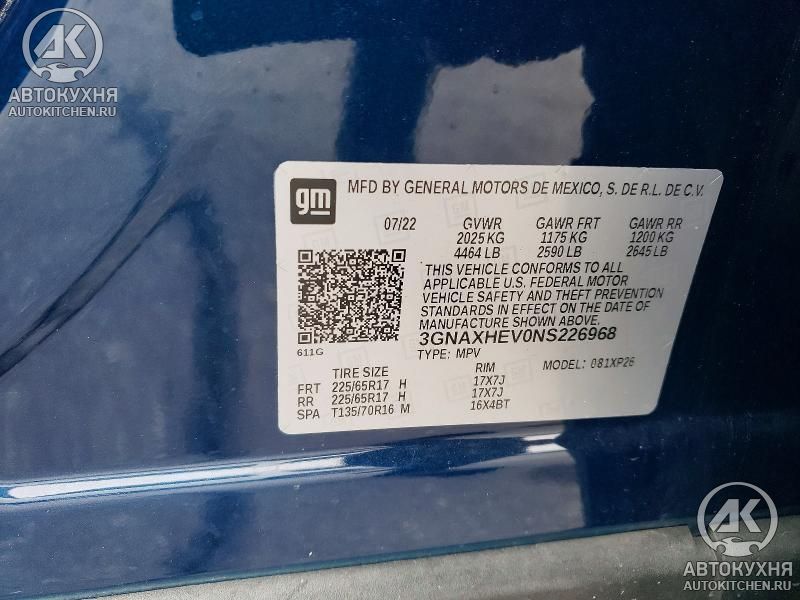 AK
АВТОКУХНЯ
AUTOKITCHEN.RU
gm
MFD BY GENERAL MOTORS DE MEXICO, S. DE R.L. DE C.V.
07/22 GVWR GAWR FRT GAWR RR
2025 KG 1175 KG 1200 KG
4464 LB 2590 LB 2645 LB
THIS VEHICLE CONFORMS TO ALL
APPLICABLE U.S. FEDERAL MOTOR
VEHICLE SAFETY AND THEFT PREVENTION
STANDARDS IN EFFECT ON THE DATE OF
MANUFACTURE SHOWN ABOVE.
3GNAXHEV0NS226968
611G
TYPE: MPV MODEL: 081XP26
TIRE SIZE RIM
FRT 225/65R17 H 17X7J
RR 225/65R17 H 17X7J
SPA T135/70R16 M 16X4BT
AK
АВТОКУХНЯ
AUTOKITCHEN.RU